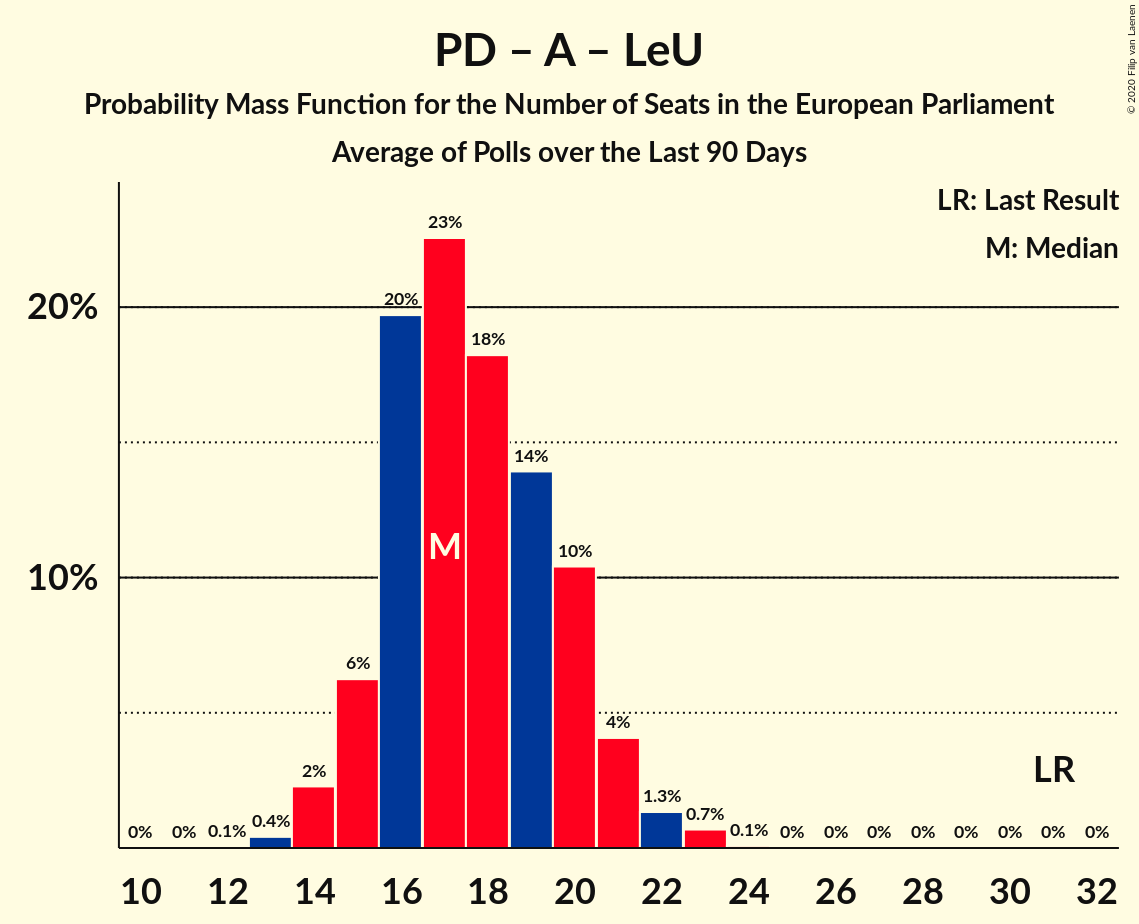 PD – A – LeU
Probability Mass Function for the Number of Seats in the European Parliament
Average of Polls over the Last 90 Days
© 2020 Filip van Laenen
LR: Last Result
M: Median
20%
10%
0% 0% 0.1% 0.4% 2% 6% 20% 23% 18% 14% 10% 4% 1.3% 0.7% 0.1% 0% 0% 0% 0% 0% 0% 0% 0%
M
LR
10 12 14 16 18 20 22 24 26 28 30 32